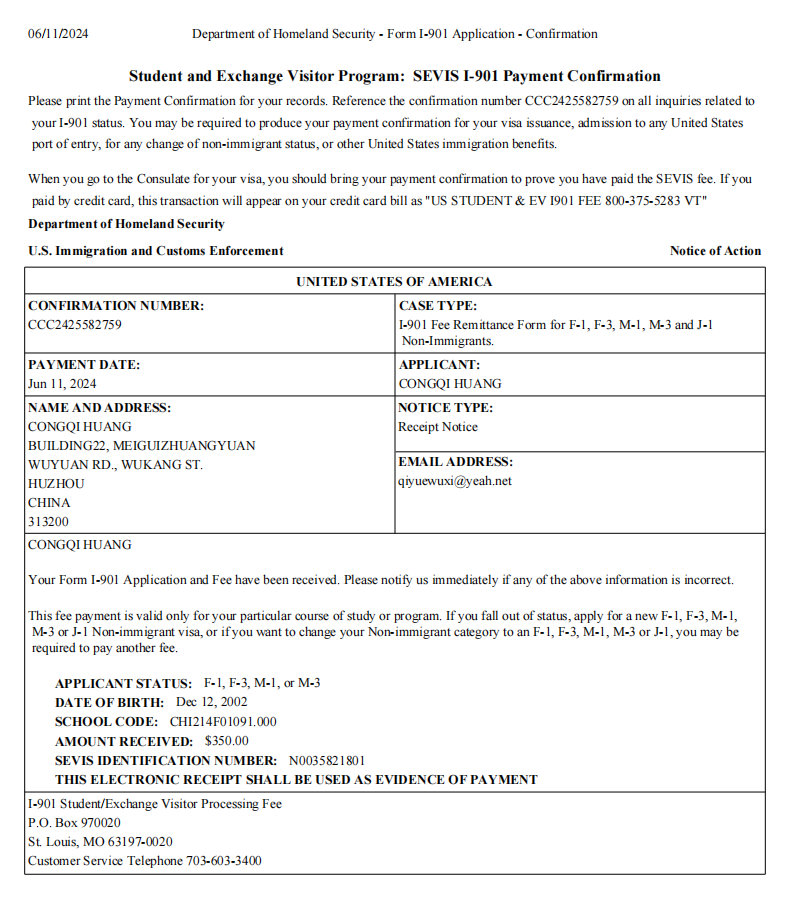 06/11/2024 Department of Homeland Security - Form I-901 Application - Confirmation
Student and Exchange Visitor Program: SEVIS I-901 Payment Confirmation
Please print the Payment Confirmation for your records. Reference the confirmation number CCC2425582759 on all inquiries related to
your I-901 status. You may be required to produce your payment confirmation for your visa issuance, admission to any United States
port of entry, for any change of non-immigrant status, or other United States immigration benefits.
When you go to the Consulate for your visa, you should bring your payment confirmation to prove you have paid the SEVIS fee. If you
paid by credit card, this transaction will appear on your credit card bill as "US STUDENT & EV I901 FEE 800-375-5283 VT"
Department of Homeland Security
U.S. Immigration and Customs Enforcement Notice of Action
UNITED STATES OF AMERICA
CONFIRMATION NUMBER:
CCC2425582759
CASE TYPE:
I-901 Fee Remittance Form for F-1, F-3, M-1, M-3 and J-1
Non-Immigrants.
PAYMENT DATE:
Jun 11, 2024
APPLICANT:
CONGQI HUANG
NAME AND ADDRESS:
CONGQI HUANG
BUILDING22, MEIGUIZHUANGYUAN
WUYUAN RD., WUKANG ST.
HUZHOU
CHINA
313200
NOTICE TYPE:
Receipt Notice
EMAIL ADDRESS:
qiyuewuxi@yeah.net
CONGQI HUANG
Your Form I-901 Application and Fee have been received. Please notify us immediately if any of the above information is incorrect.
This fee payment is valid only for your particular course of study or program. If you fall out of status, apply for a new F-1, F-3, M-1,
M-3 or J-1 Non-immigrant visa, or if you want to change your Non-immigrant category to an F-1, F-3, M-1, M-3 or J-1, you may be
required to pay another fee.
APPLICANT STATUS: F-1, F-3, M-1, or M-3
DATE OF BIRTH: Dec 12, 2002
SCHOOL CODE: CHI214F01091.000
AMOUNT RECEIVED: $350.00
SEVIS IDENTIFICATION NUMBER: N0035821801
THIS ELECTRONIC RECEIPT SHALL BE USED AS EVIDENCE OF PAYMENT
I-901 Student/Exchange Visitor Processing Fee
P.O. Box 970020
St. Louis, MO 63197-0020
Customer Service Telephone 703-603-3400